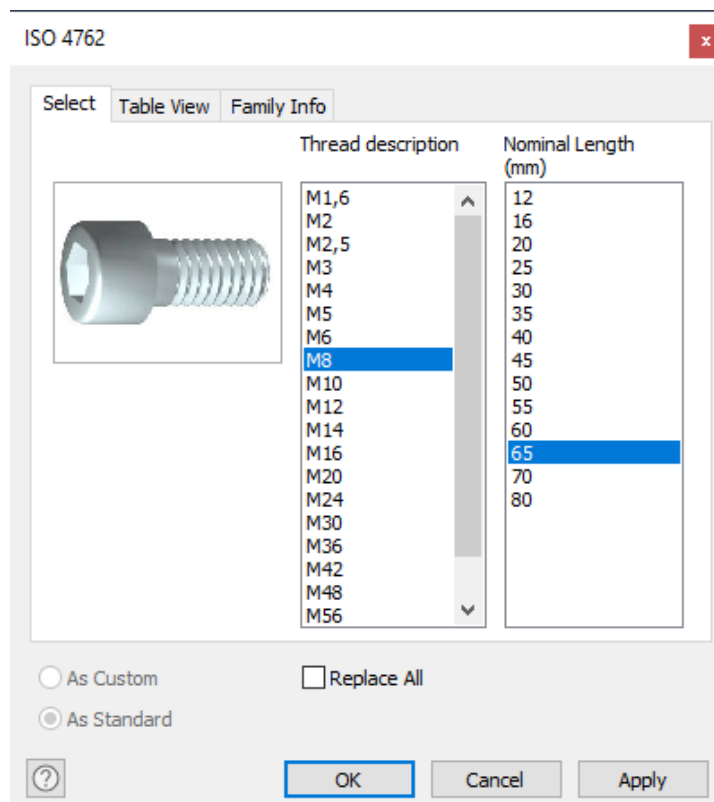 ISO 4762
x
Select Table View Family Info
Thread description
Nominal Length
(mm)
M1,6
M2
M2,5
M3
M4
M5
M6
M8
M10
M12
M14
M16
M20
M24
M30
M36
M42
M48
M56
12
16
20
25
30
35
40
45
50
55
60
65
70
80
As Custom
Replace All
As Standard
?
OK Cancel Apply